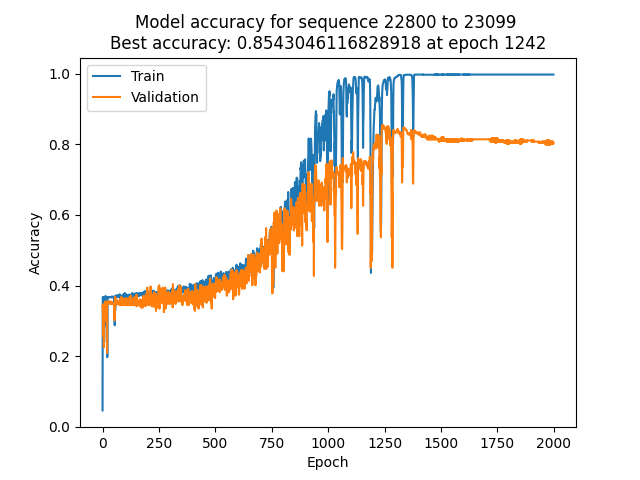 Model accuracy for sequence 22800 to 23099
Best accuracy: 0.8543046116828918 at epoch 1242
Train
Validation
1.0
0.8
0.6
0.4
0.2
0.0
Accuracy
0
250
500
750
1000
1250
1500
1750
2000
Epoch